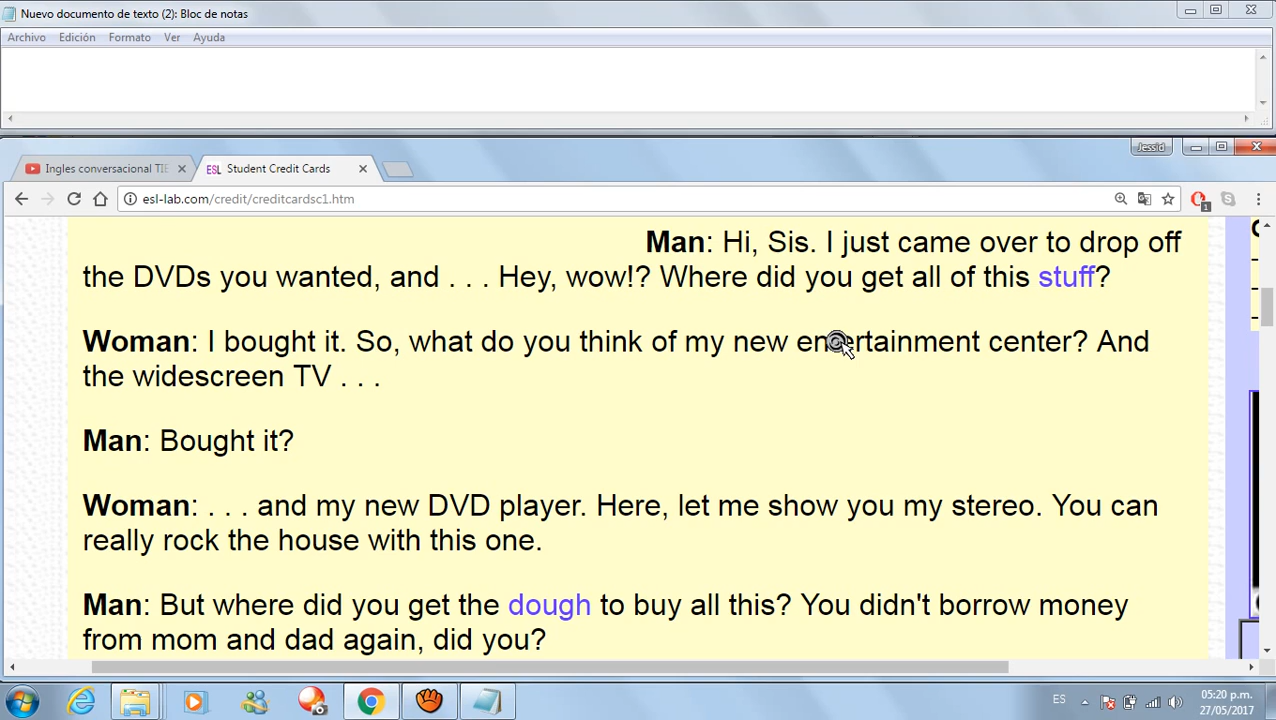 Nuevo documento de texto (2): Bloc de notas
Archivo Edición Formato Ver Ayuda
Jessid
Ingles conversacional TIE
ESL Student Credit Cards
esl-lab.com/credit/creditcardsc1.htm
1
Man: Hi, Sis. I just came over to drop off
the DVDs you wanted, and . . . Hey, wow!? Where did you get all of this stuff?
Woman: I bought it. So, what do you think of my new entertainment center? And
the widescreen TV . . .
Man: Bought it?
Woman: . . . and my new DVD player. Here, let me show you my stereo. You can
really rock the house with this one.
Man: But where did you get the dough to buy all this? You didn't borrow money
from mom and dad again, did you?
ES
05:20 p.m.
27/05/2017